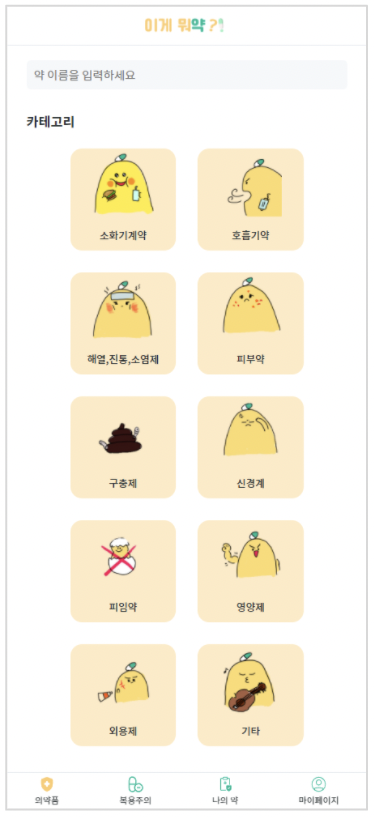 이게 뭐약?!
약 이름을 입력하세요
카테고리
소화기계약
호흡기약
해열,진통,소염제
피부약
구충제
신경계
피임약
영양제
외용제
기타
의약품
복용주의
나의 약
마이페이지